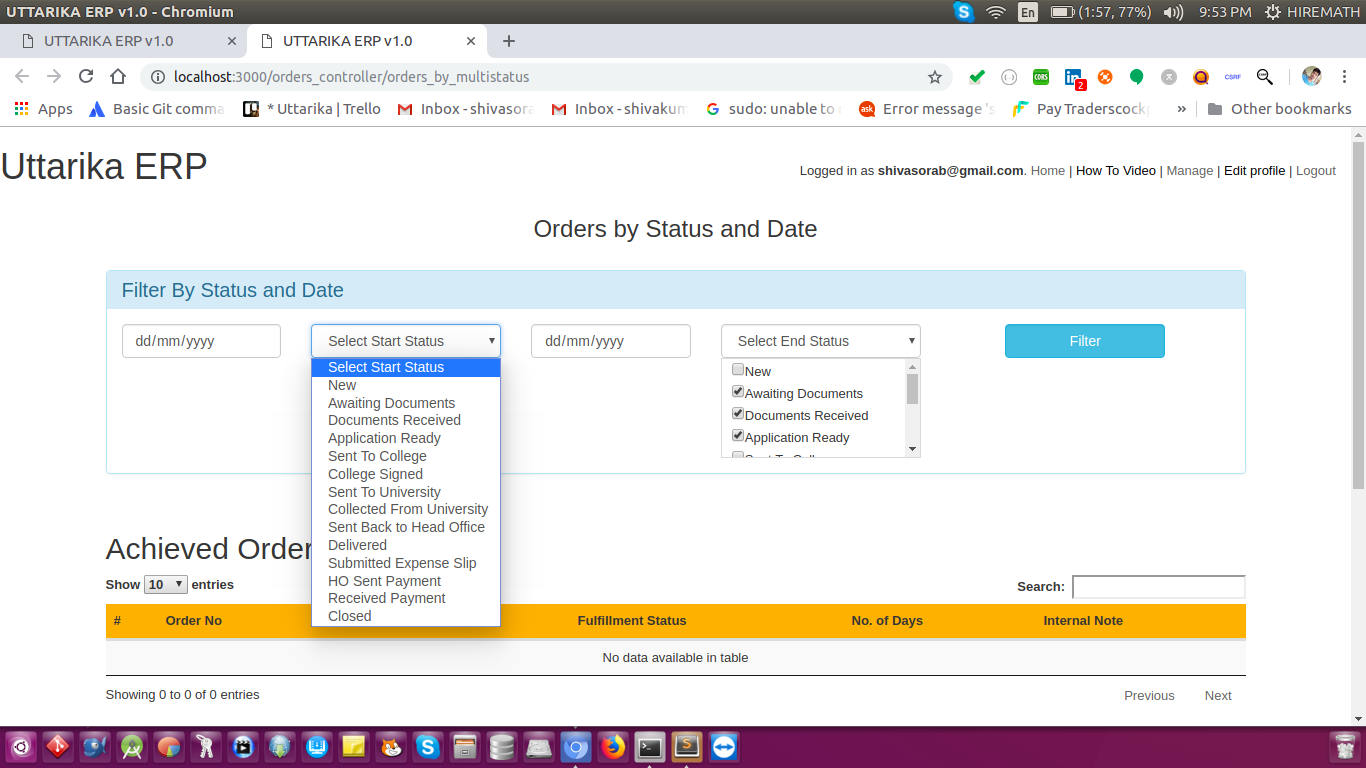 UTTARIKA ERP v1.0 - Chromium
En
(1:57, 77%)
9:53 PM
HIREMATH
UTTARIKA ERP v1.0
UTTARIKA ERP v1.0
localhost:3000/orders_controller/orders_by_multistatus
CORS
2
CSRF
Apps
Basic Git comma
* Uttarika | Trello
Inbox - shivasora
Inbox - shivakum
sudo: unable to
ask
Error message 's
Pay Traderscock
»
Other bookmarks
Uttarika ERP
Logged in as shivasorab@gmail.com. Home | How To Video | Manage | Edit profile | Logout
Orders by Status and Date
Filter By Status and Date
dd/mm/yyyy
Select Start Status
dd/mm/yyyy
Select End Status
Filter
Select Start Status
New
Awaiting Documents
Documents Received
Application Ready
Sent To College
College Signed
Sent To University
Collected From University
Sent Back to Head Office
Delivered
Submitted Expense Slip
HO Sent Payment
Received Payment
Closed
New
Awaiting Documents
Documents Received
Application Ready
Achieved Order
Show 10 entries
Search:
# Order No Fulfillment Status No. of Days Internal Note
No data available in table
Showing 0 to 0 of 0 entries
Previous Next